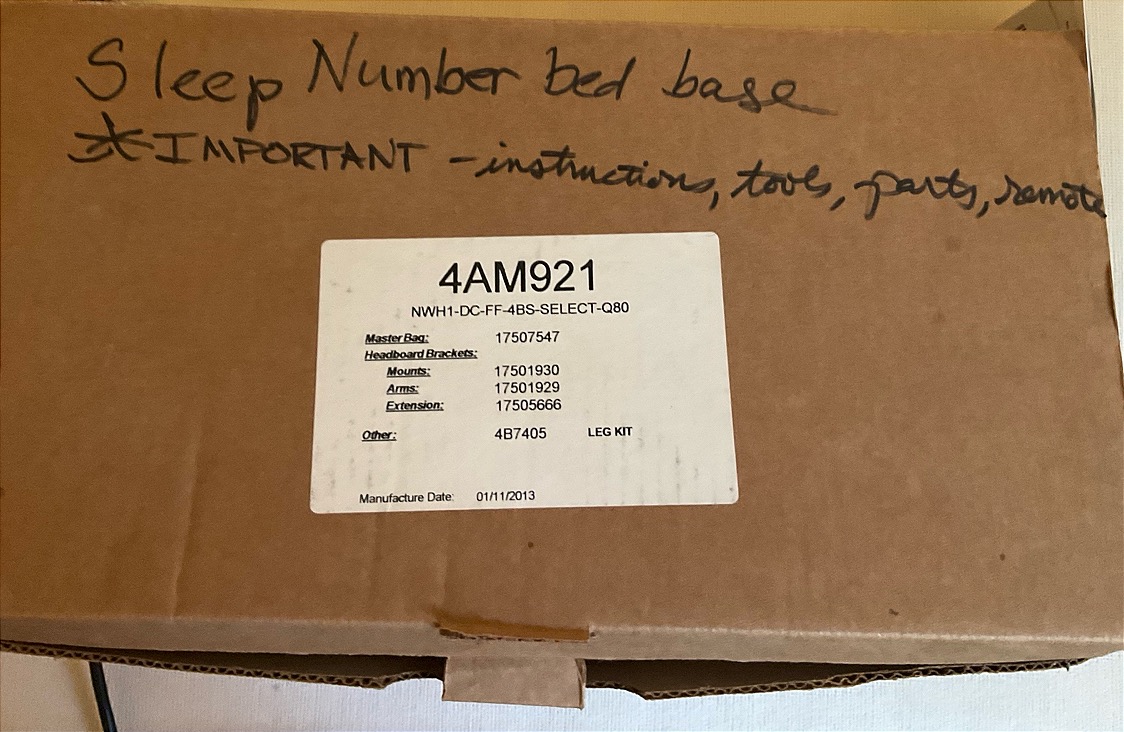 Sleep Number bed base
*IMPORTANT - instructions, tools, parts, remote
4AM921
NWH1-DC-FF-4BS-SELECT-Q80
Master Bag: 17507547
Headboard Brackets:
Mounts: 17501930
Arms: 17501929
Extension: 17505666
Other: 4B7405 LEG KIT
Manufacture Date: 01/11/2013